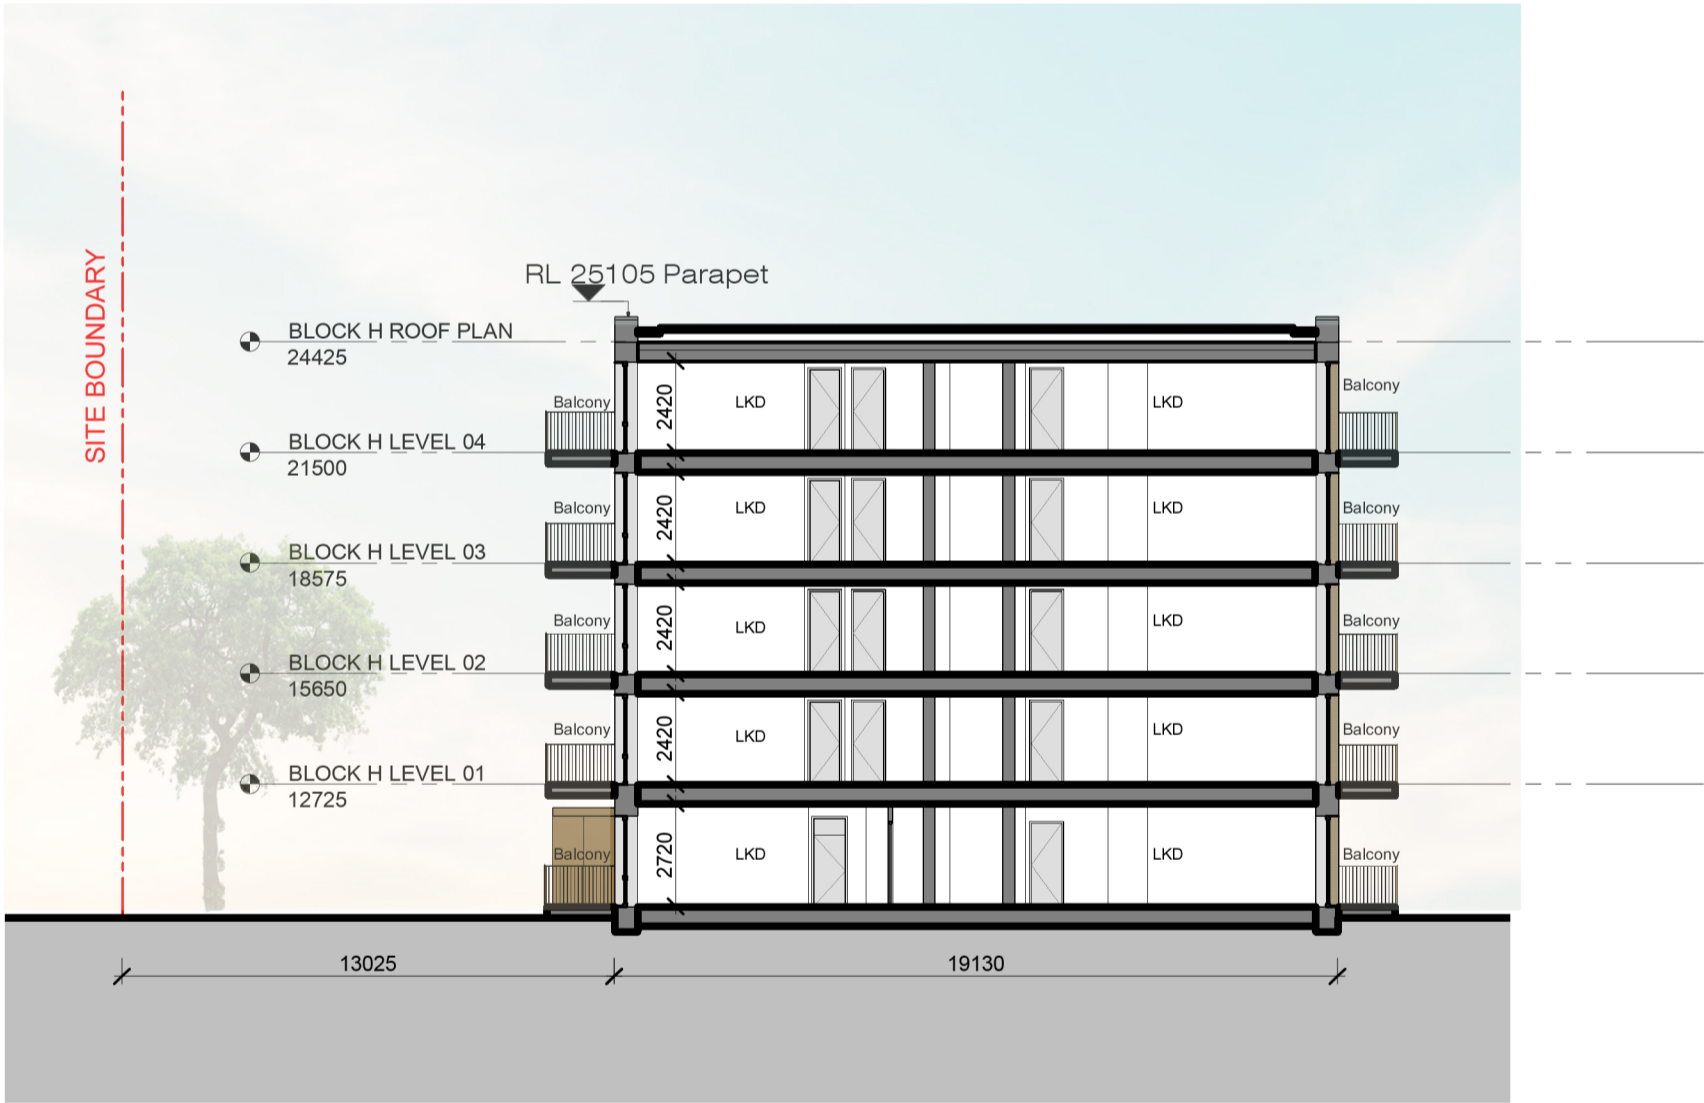 RL 25105 Parapet
SITE BOUNDARY
BLOCK H ROOF PLAN
24425
Balcony
2420
LKD
LKD
Balcony
BLOCK H LEVEL 04
21500
Balcony
2420
LKD
LKD
Balcony
BLOCK H LEVEL 03
18575
Balcony
2420
LKD
LKD
Balcony
BLOCK H LEVEL 02
15650
Balcony
2420
LKD
LKD
Balcony
BLOCK H LEVEL 01
12725
Balcony
2720
LKD
LKD
Balcony
13025
19130